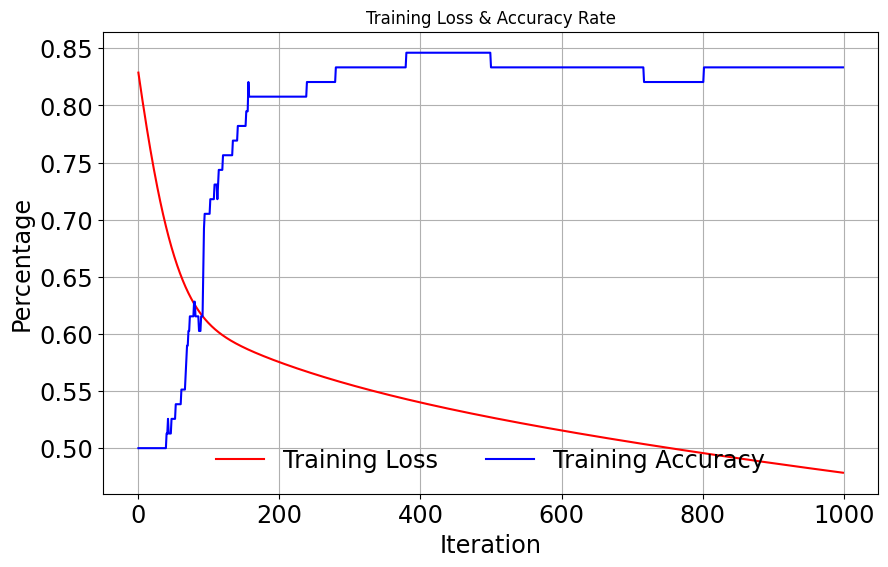 Training Loss & Accuracy Rate
0.85
0.80
0.75
0.70
0.65
0.60
0.55
0.50
Percentage
Training Loss
Training Accuracy
0 200 400 600 800 1000
Iteration